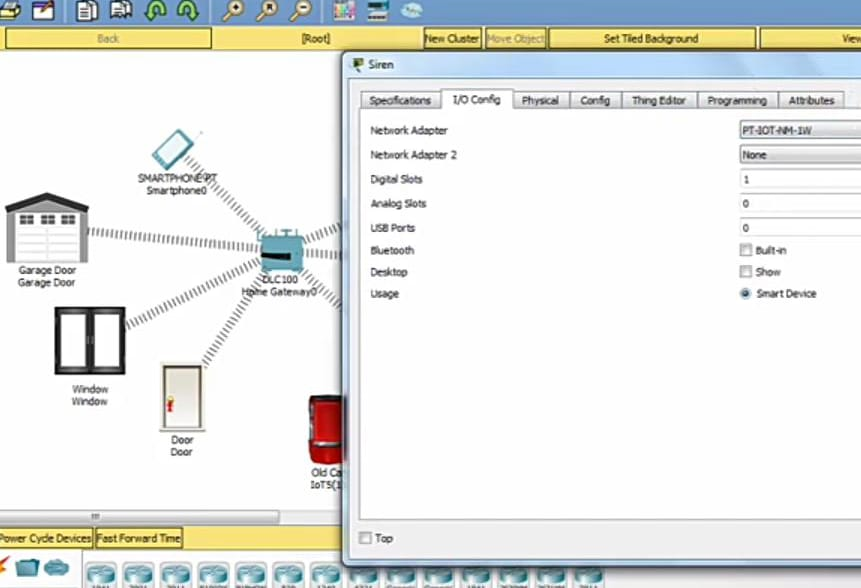 Back
[Root]
New Cluster
Move Object
Set Tiled Background
View
Siren
Specifications
I/O Config
Physical
Config
Thing Editor
Programming
Attributes
Network Adapter
PT-IOT-NM-1W
Network Adapter 2
None
Digital Slots
1
Analog Slots
0
USB Ports
0
Bluetooth
Built-in
Desktop
Show
Usage
Smart Device
SMARTPHONE-PT
Smartphone0
Garage Door
Garage Door
DLC100
Home Gateway0
Window
Window
Door
Door
Old Ca
IoT5(1
Top
Power Cycle Devices
Fast Forward Time